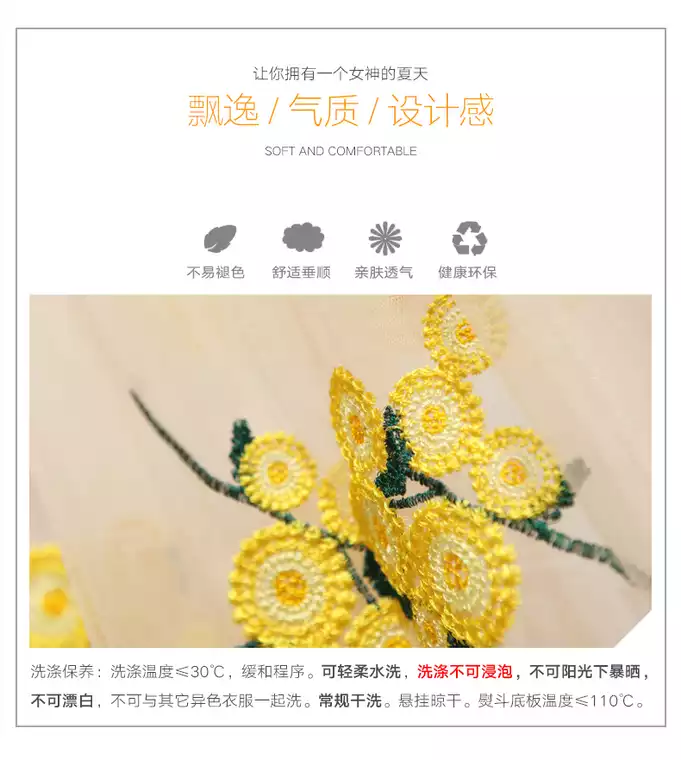 让你拥有一个女神的夏天
飘逸 / 气质 / 设计感
SOFT AND COMFORTABLE
不易褪色 舒适垂顺 亲肤透气 健康环保
洗涤保养：洗涤温度≤30℃，缓和程序。可轻柔水洗，洗涤不可浸泡，不可阳光下暴晒，
不可漂白，不可与其它异色衣服一起洗。常规干洗。悬挂晾干。熨斗底板温度≤110℃。